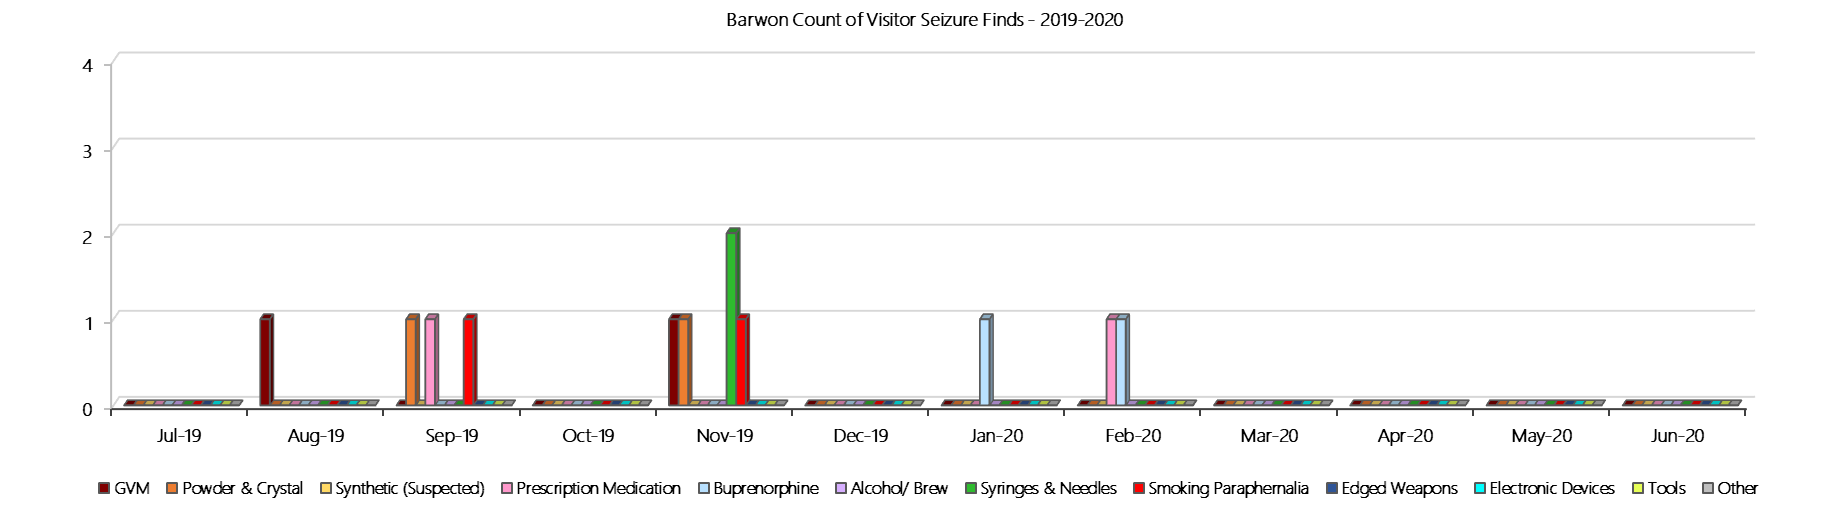 Barwon Count of Visitor Seizure Finds - 2019-2020
4
3
2
1
0
Jul-19 Aug-19 Sep-19 Oct-19 Nov-19 Dec-19 Jan-20 Feb-20 Mar-20 Apr-20 May-20 Jun-20
GVM Powder & Crystal Synthetic (Suspected) Prescription Medication Buprenorphine Alcohol/ Brew Syringes & Needles Smoking Paraphernalia Edged Weapons Electronic Devices Tools Other